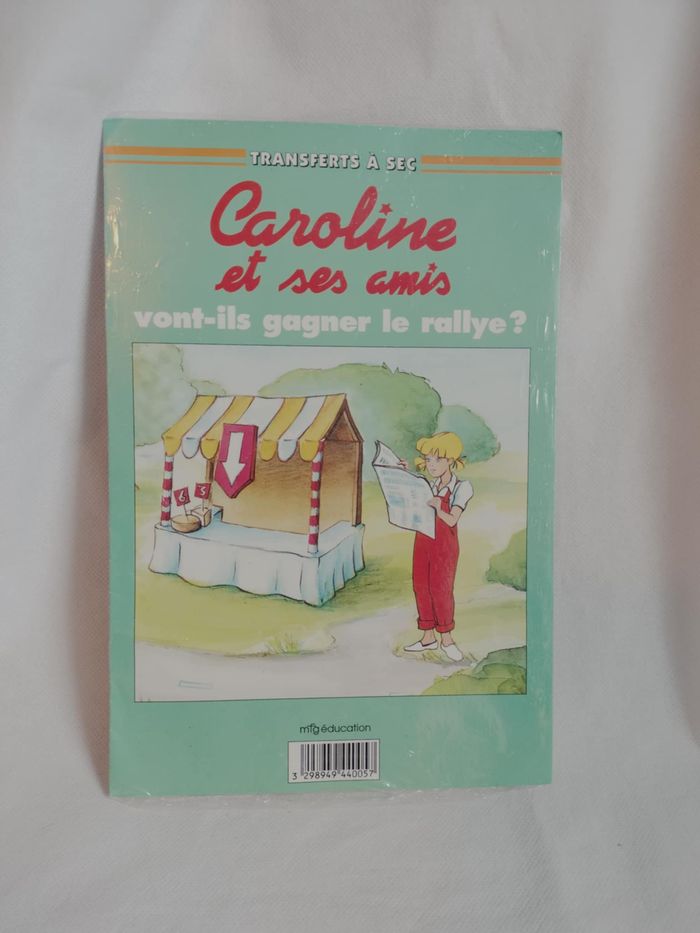 TRANSFERTS À SEC
Caroline
et ses amis
vont-ils gagner le rallye?
mfg éducation
3 298949 440057